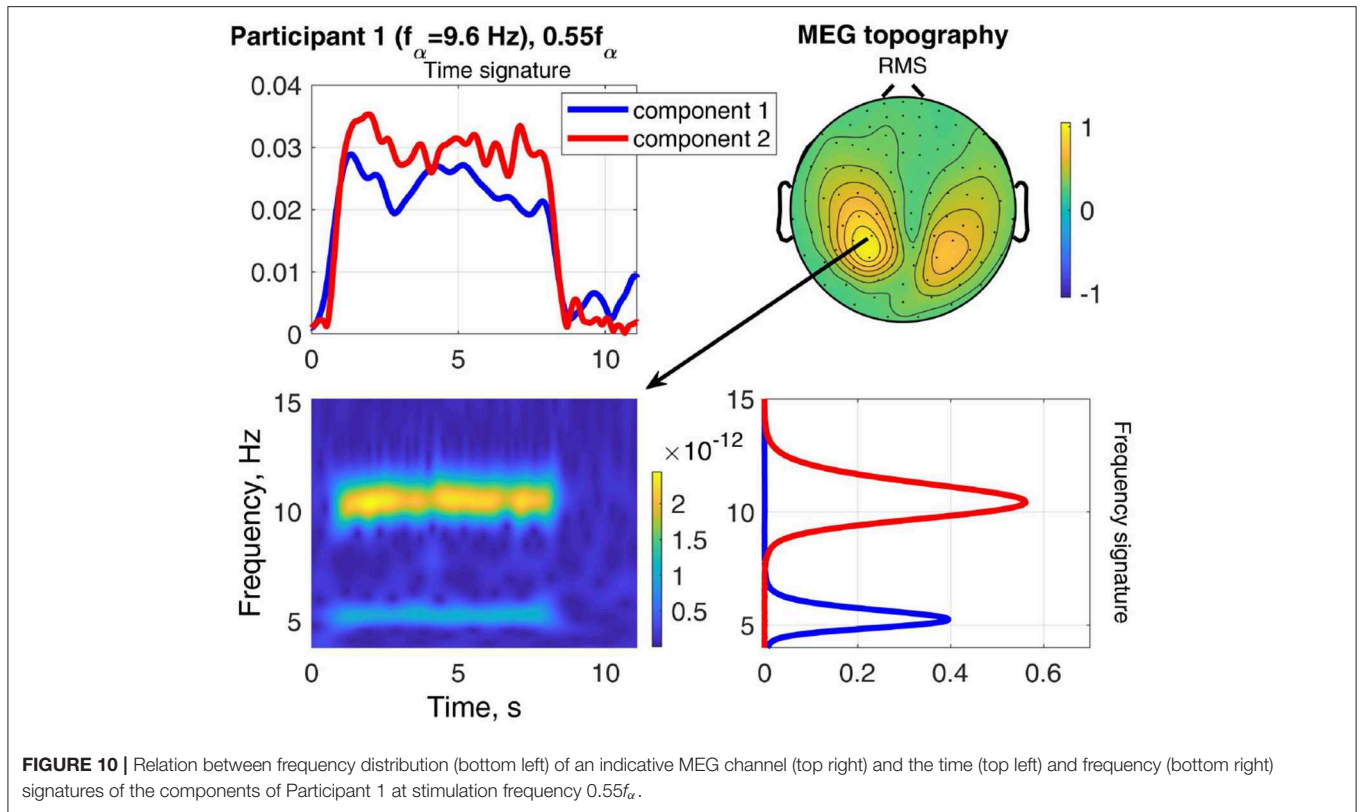 Participant 1 (fα=9.6 Hz), 0.55fα
Time signature
0.04
0.03
0.02
0.01
0
0 5 10
component 1
component 2
MEG topography
RMS
1
0
-1
15
10
5
Frequency, Hz
0 5 10
Time, s
×10⁻¹²
2
1.5
1
0.5
15
10
5
0 0.2 0.4 0.6
Frequency signature
FIGURE 10 | Relation between frequency distribution (bottom left) of an indicative MEG channel (top right) and the time (top left) and frequency (bottom right)
signatures of the components of Participant 1 at stimulation frequency 0.55fα.